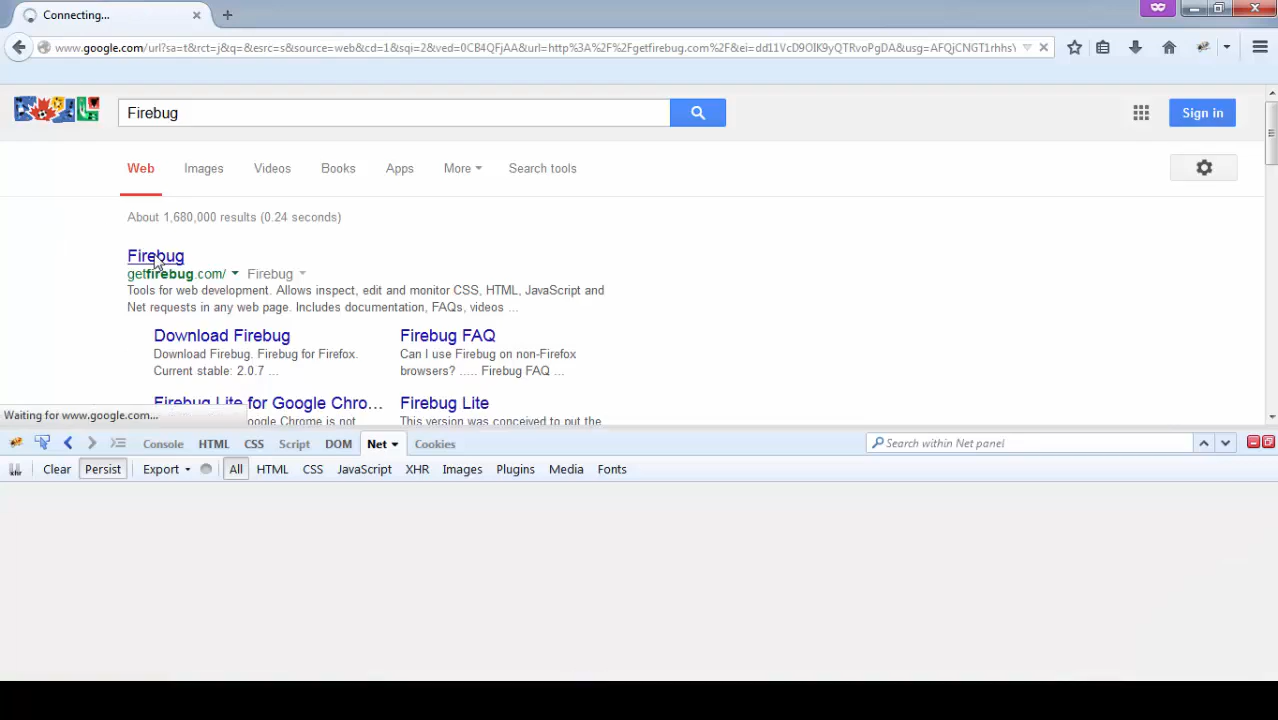 Connecting...
www.google.com/url?sa=t&rct=j&q=&esrc=s&source=web&cd=1&sqi=2&ved=0CB4QFjAA&url=http%3A%2F%2Fgetfirebug.com%2F&ei=dd11VcD9OIK9yQTRvoPgDA&usg=AFQjCNGT1rhhs
Firebug
Sign in
Web Images Videos Books Apps More Search tools
About 1,680,000 results (0.24 seconds)
Firebug
getfirebug.com/ Firebug
Tools for web development. Allows inspect, edit and monitor CSS, HTML, JavaScript and
Net requests in any web page. Includes documentation, FAQs, videos ...
Download Firebug
Download Firebug. Firebug for Firefox.
Current stable: 2.0.7 ...
Firebug FAQ
Can I use Firebug on non-Firefox
browsers? ..... Firebug FAQ ...
Firebug Lite for Google Chro...
Google Chrome is not
Firebug Lite
This version was conceived to put the
Waiting for www.google.com...
Console HTML CSS Script DOM Net Cookies
Search within Net panel
Clear Persist Export All HTML CSS JavaScript XHR Images Plugins Media Fonts